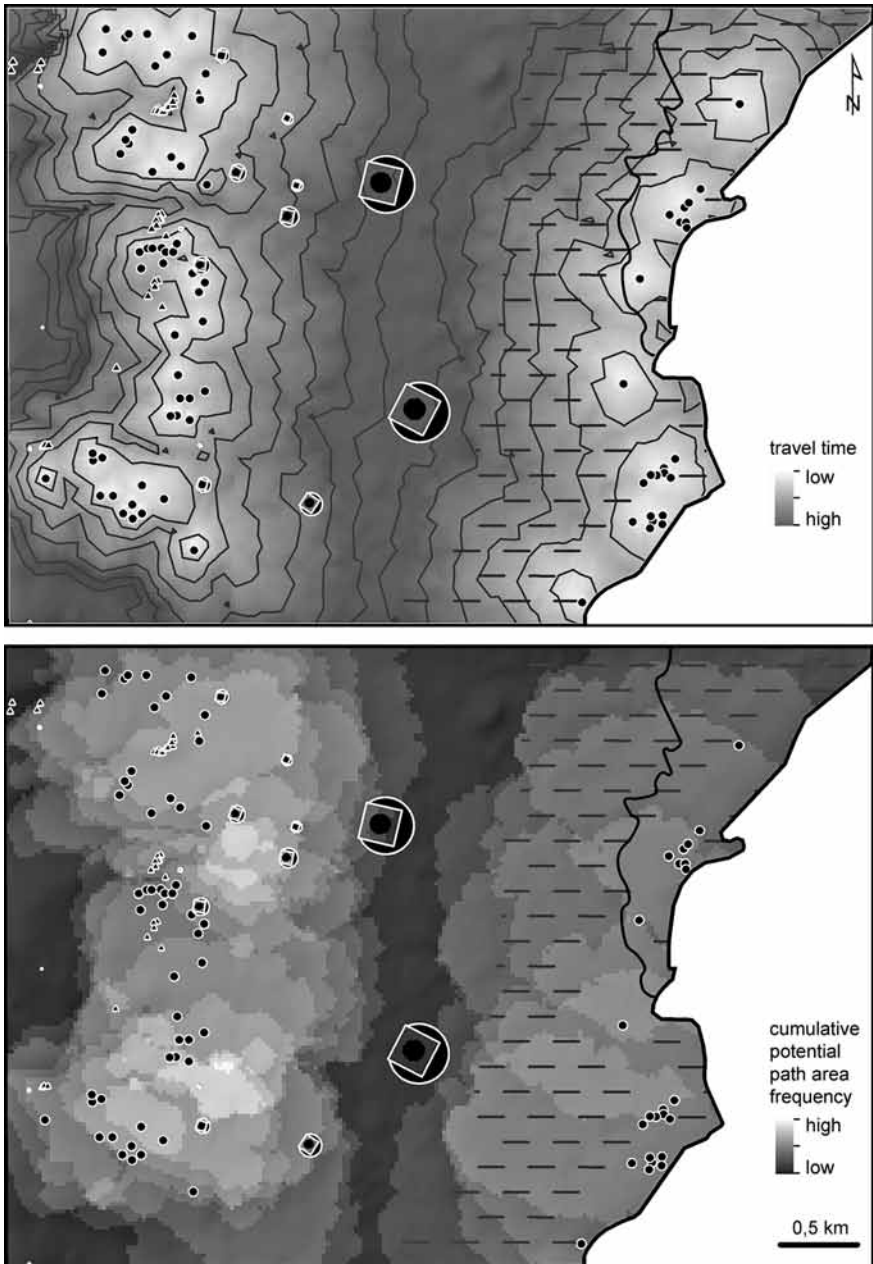 N
travel time
low
high
cumulative
potential
path area
frequency
high
low
0,5 km